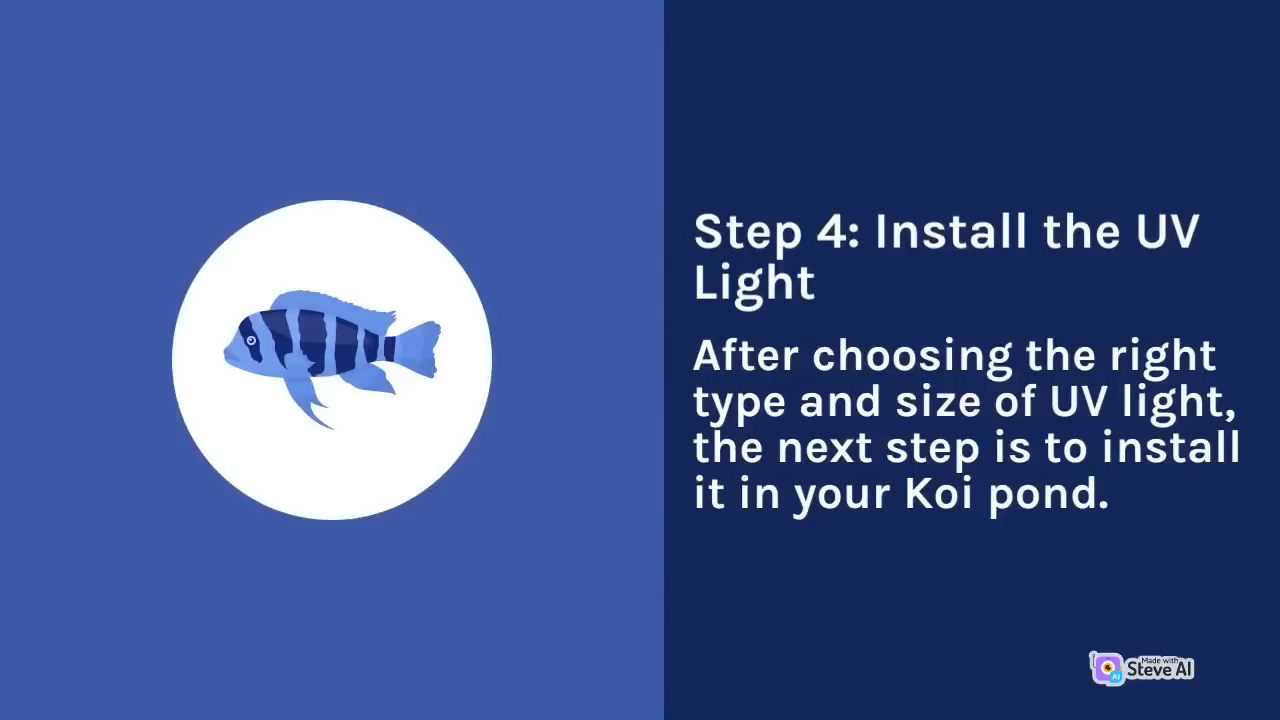 Step 4: Install the UV
Light
After choosing the right
type and size of UV light,
the next step is to install
it in your Koi pond.
Made with
Steve AI
AI